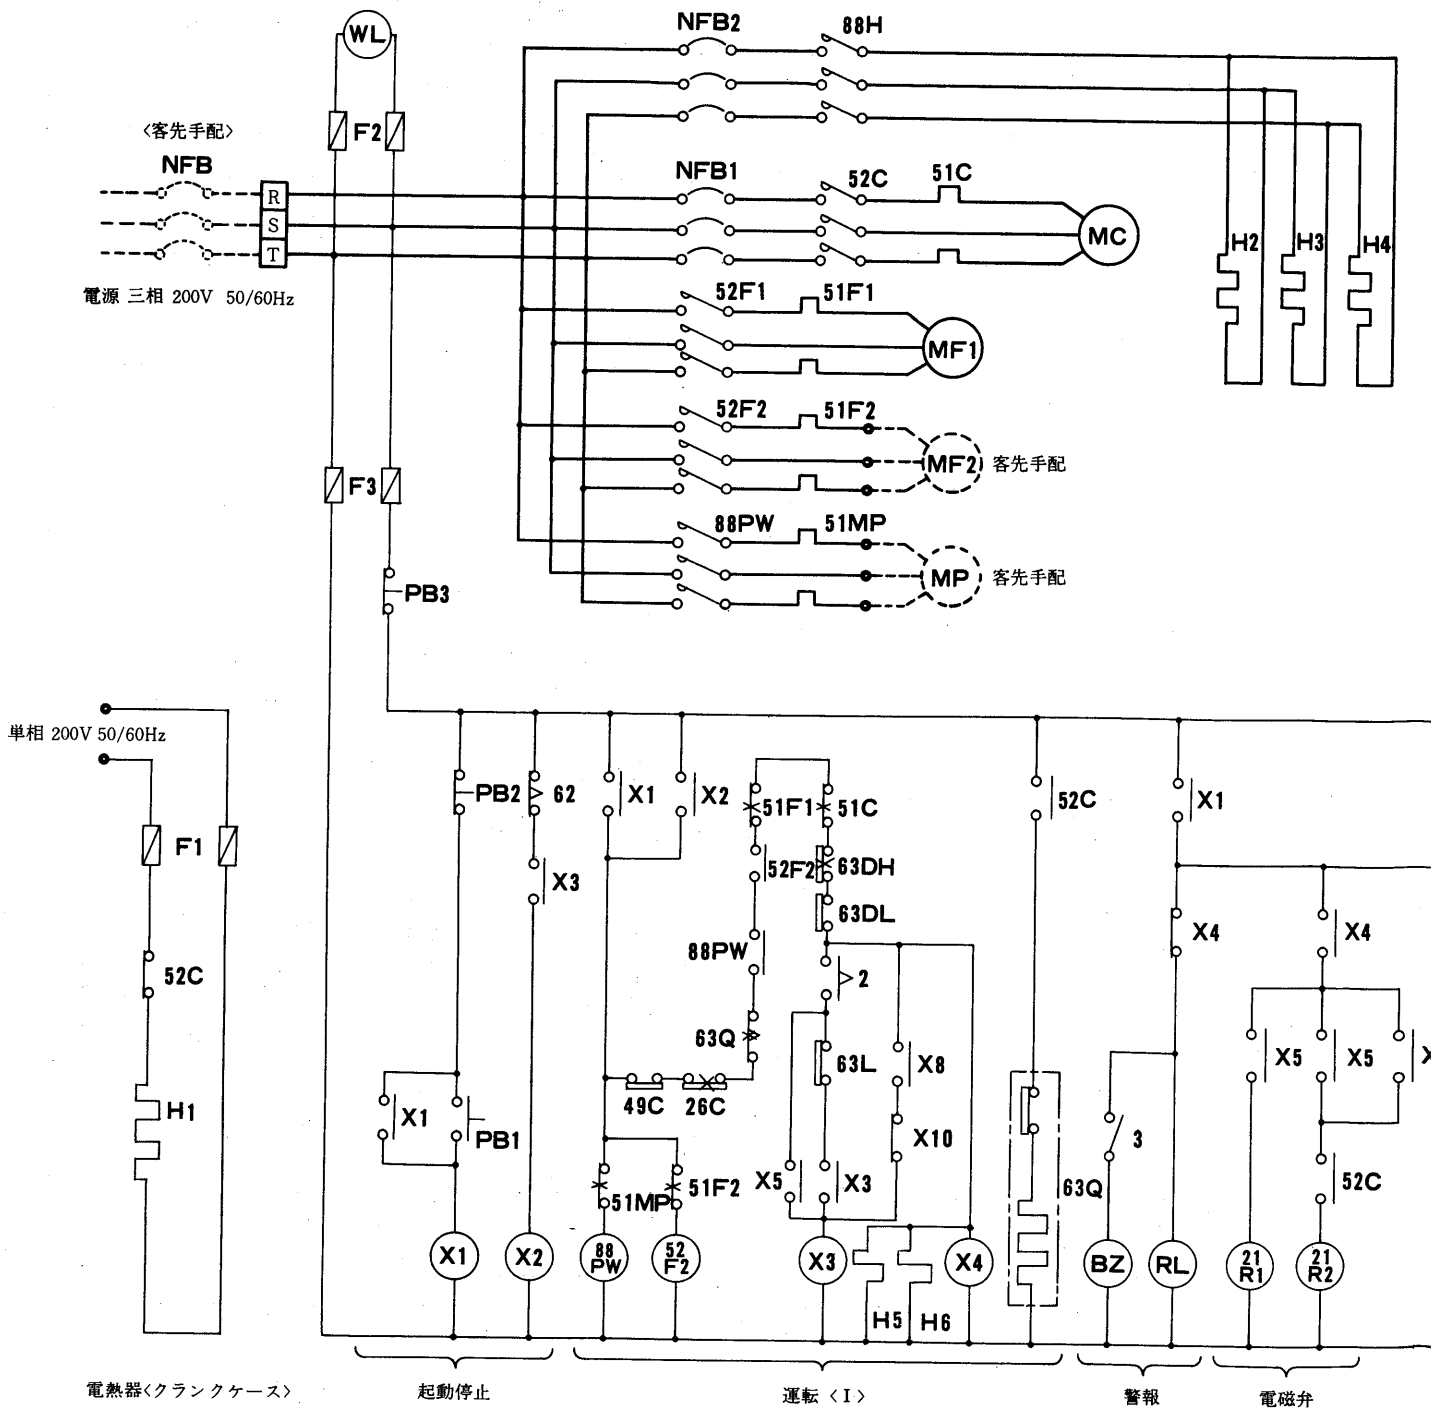 WL
NFB2
88H
F2
〈客先手配〉
NFB
R
S
T
電源 三相 200V 50/60Hz
NFB1
52C
51C
MC
H2
H3
H4
52F1
51F1
MF1
52F2
51F2
MF2
客先手配
F3
88PW
51MP
MP
客先手配
PB3
単相 200V 50/60Hz
F1
52C
H1
PB2
62
X3
X1
X2
51F1
51C
52F2
63DH
63DL
88PW
2
63Q
63L
X8
49C
26C
X10
X1
PB1
51MP
51F2
X5
X3
52C
63Q
X1
X4
X4
3
X5
X5
X
52C
X1
X2
88
PW
52
F2
X3
H5
H6
X4
BZ
RL
21
R1
21
R2
電熱器〈クランクケース〉
起動停止
運転〈I〉
警報
電磁弁